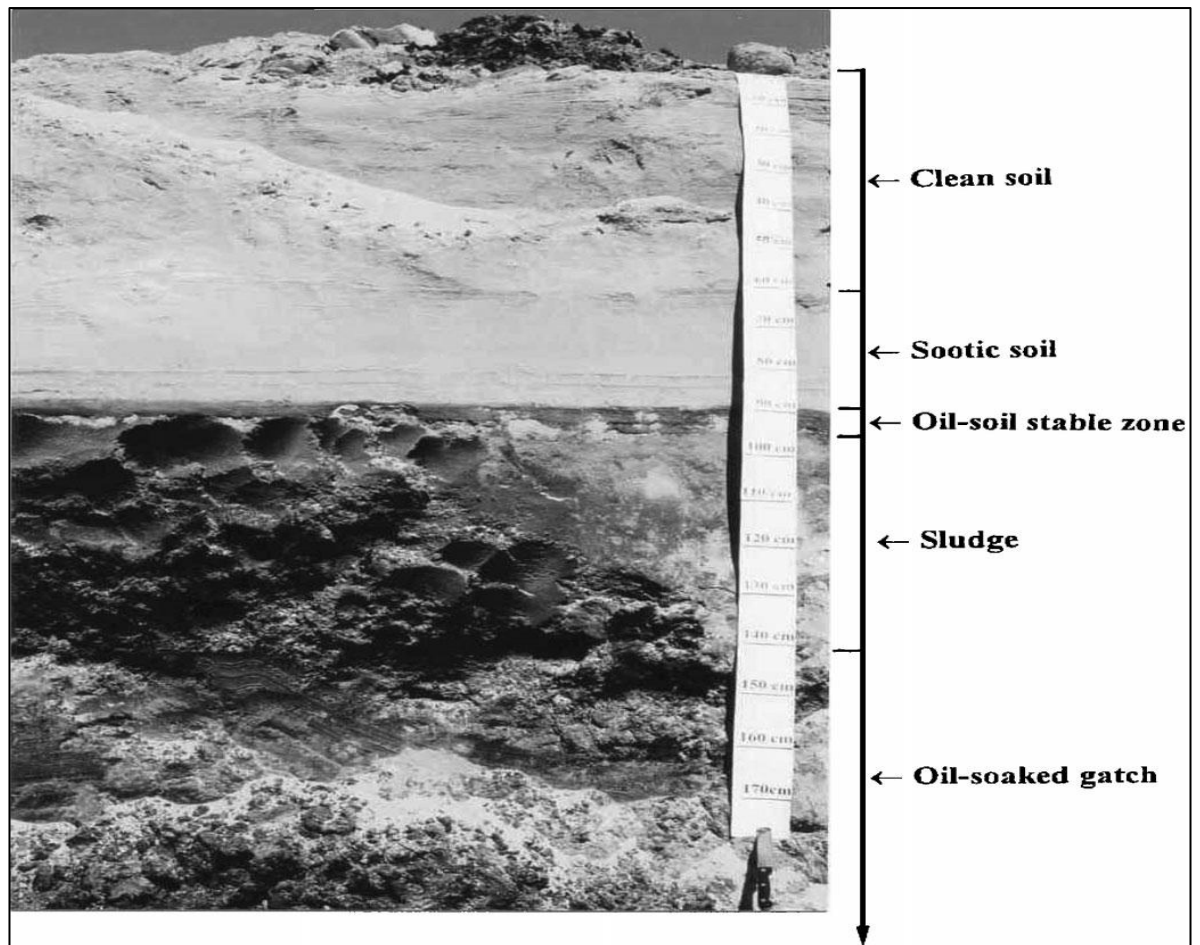 Clean soil
70 cm
Sootic soil
80 cm
Oil-soil stable zone
100 cm
110 cm
120 cm
Sludge
130 cm
140 cm
150 cm
160 cm
Oil-soaked gatch
170cm